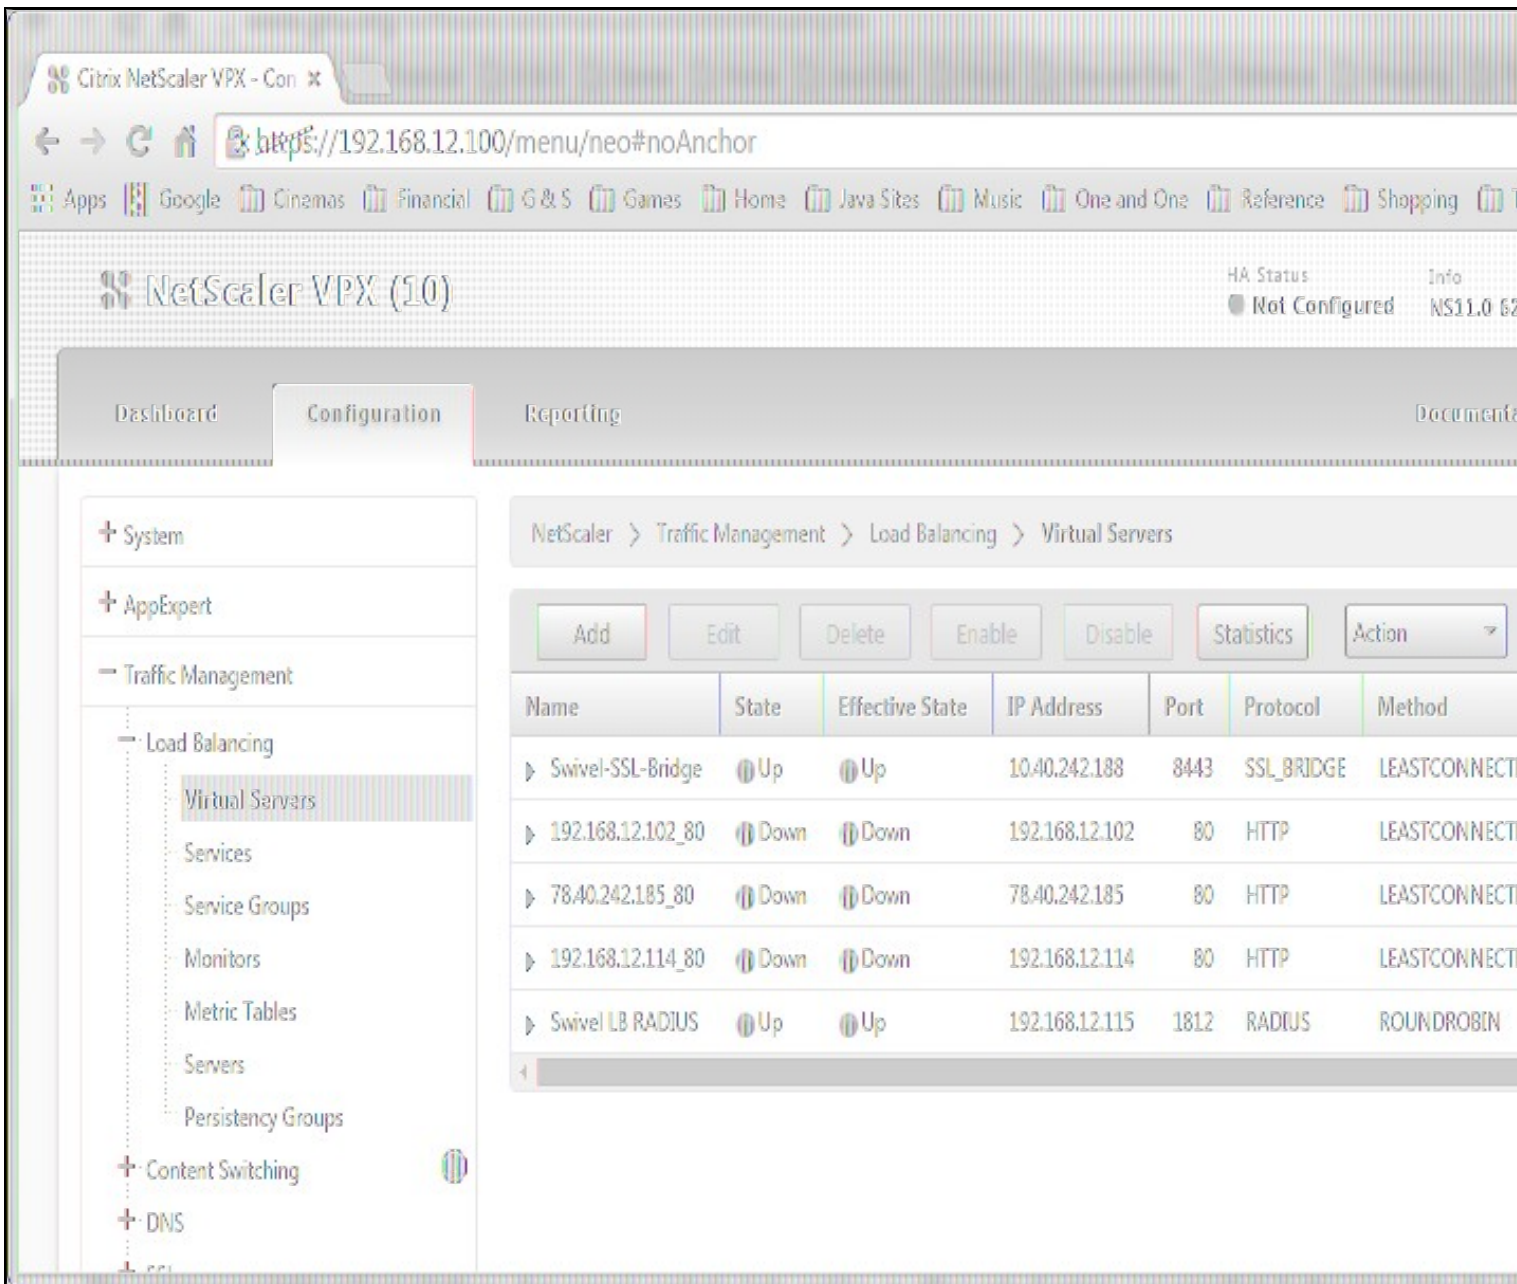 Citrix NetScaler VPX - Con
https://192.168.12.100/menu/neo#noAnchor
Apps Google Cinemas Financial G & S Games Home Java Sites Music One and One Reference Shopping
NetScaler VPX (10)
HA Status
Not Configured
Info
NS11.0
Dashboard Configuration Reporting Documenta
System
AppExpert
Traffic Management
Load Balancing
Virtual Servers
Services
Service Groups
Monitors
Metric Tables
Servers
Persistency Groups
Content Switching
DNS
NetScaler > Traffic Management > Load Balancing > Virtual Servers
Add Edit Delete Enable Disable Statistics Action
Name State Effective State IP Address Port Protocol Method
Swivel-SSL-Bridge Up Up 10.40.242.188 8443 SSL_BRIDGE LEASTCONNECTI
192.168.12.102_80 Down Down 192.168.12.102 80 HTTP LEASTCONNECTI
78.40.242.185_80 Down Down 78.40.242.185 80 HTTP LEASTCONNECTI
192.168.12.114_80 Down Down 192.168.12.114 80 HTTP LEASTCONNECTI
Swivel LB RADIUS Up Up 192.168.12.115 1812 RADIUS ROUNDROBIN